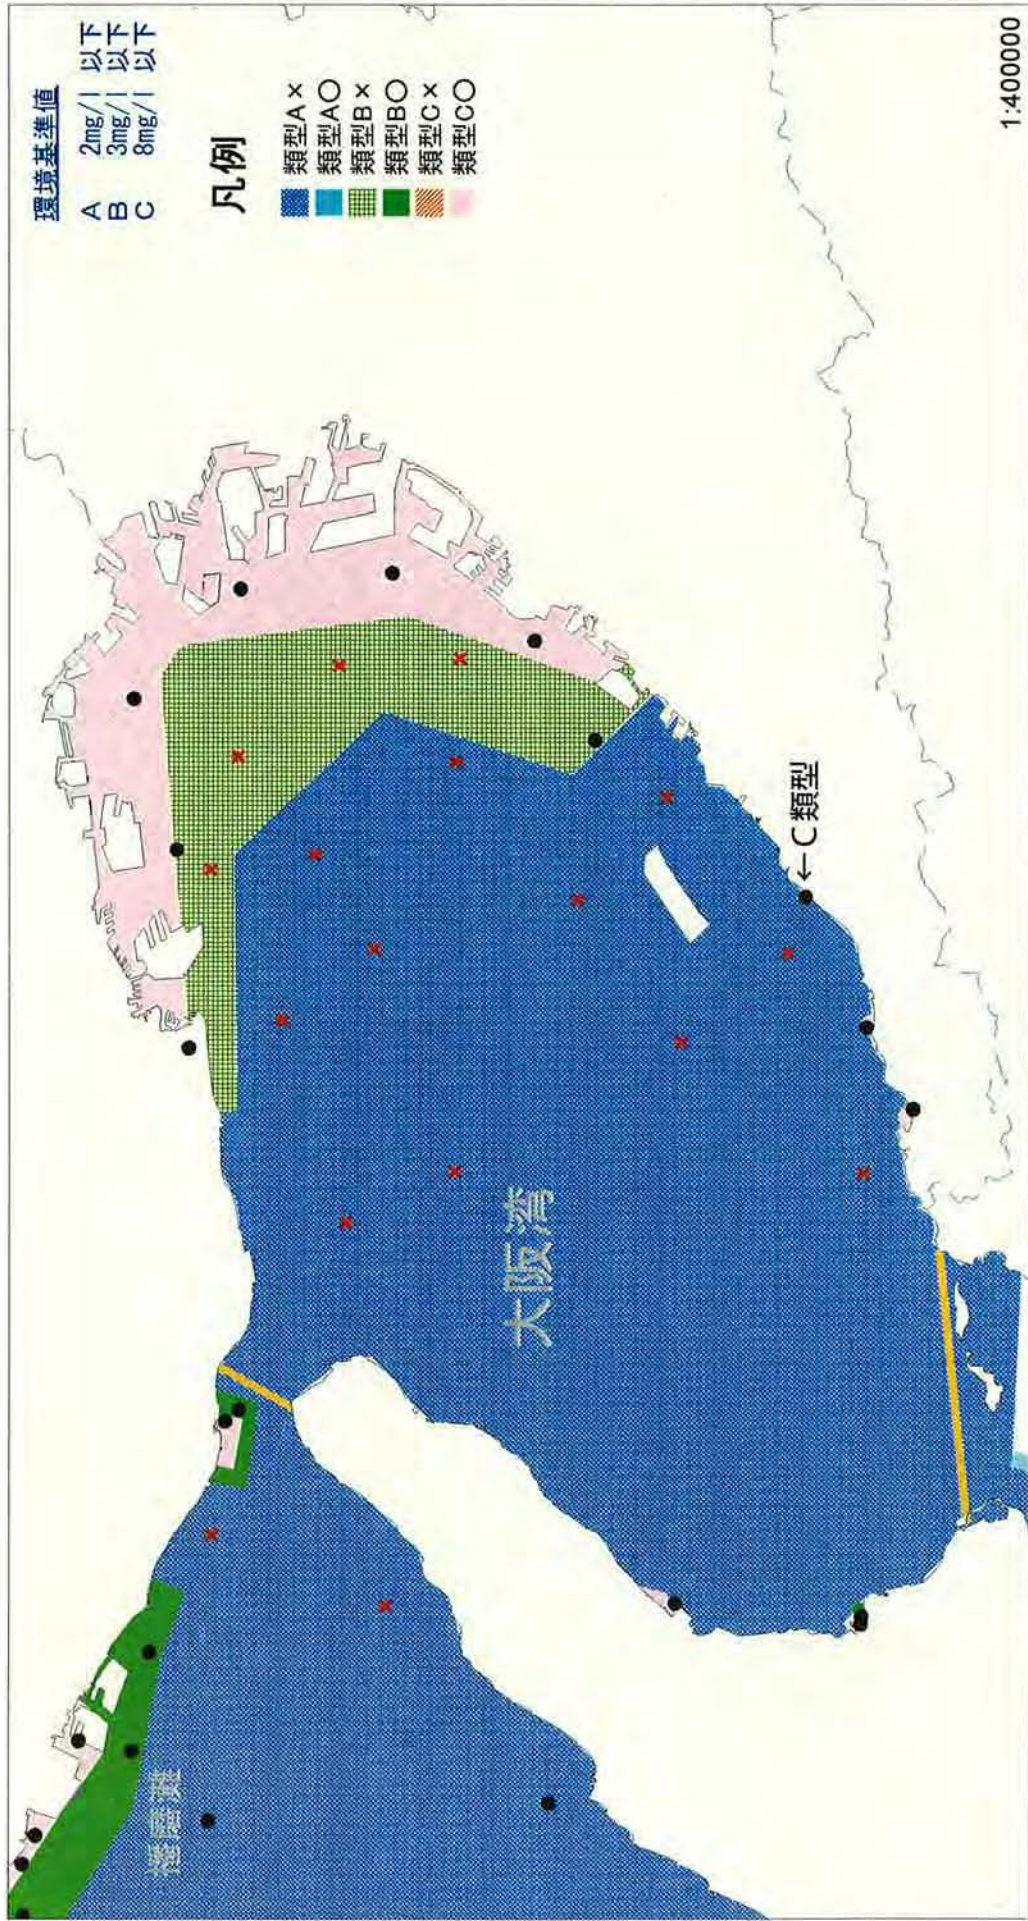 環境基準値
A 2mg/l 以下
B 3mg/l 以下
C 8mg/l 以下
凡例
類型A×
類型A○
類型B×
類型B○
類型C×
類型C○
←C類型
大阪湾
播磨灘
1:400000